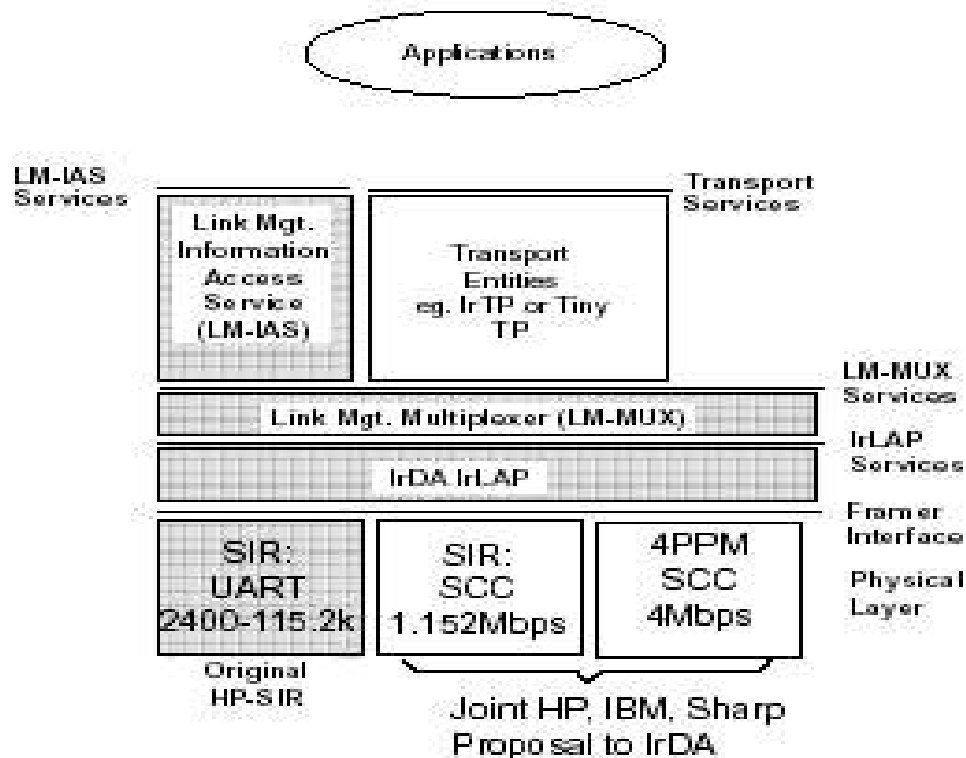 Applications
LM-IAS
Services
Transport
Services
Link Mgt.
Information
Access
Service
(LM-IAS)
Transport
Entities
eg. IrTP or Tiny
TP
LM-MUX
Services
Link Mgt. Multiplexer (LM-MUX)
IrLAP
Services
IrDA IrLAP
Framer
Interface
SIR:
UART
2400-115.2k
SIR:
SCC
1.152Mbps
4PPM
SCC
4Mbps
Physical
Layer
Original
HP-SIR
Joint HP, IBM, Sharp
Proposal to IrDA